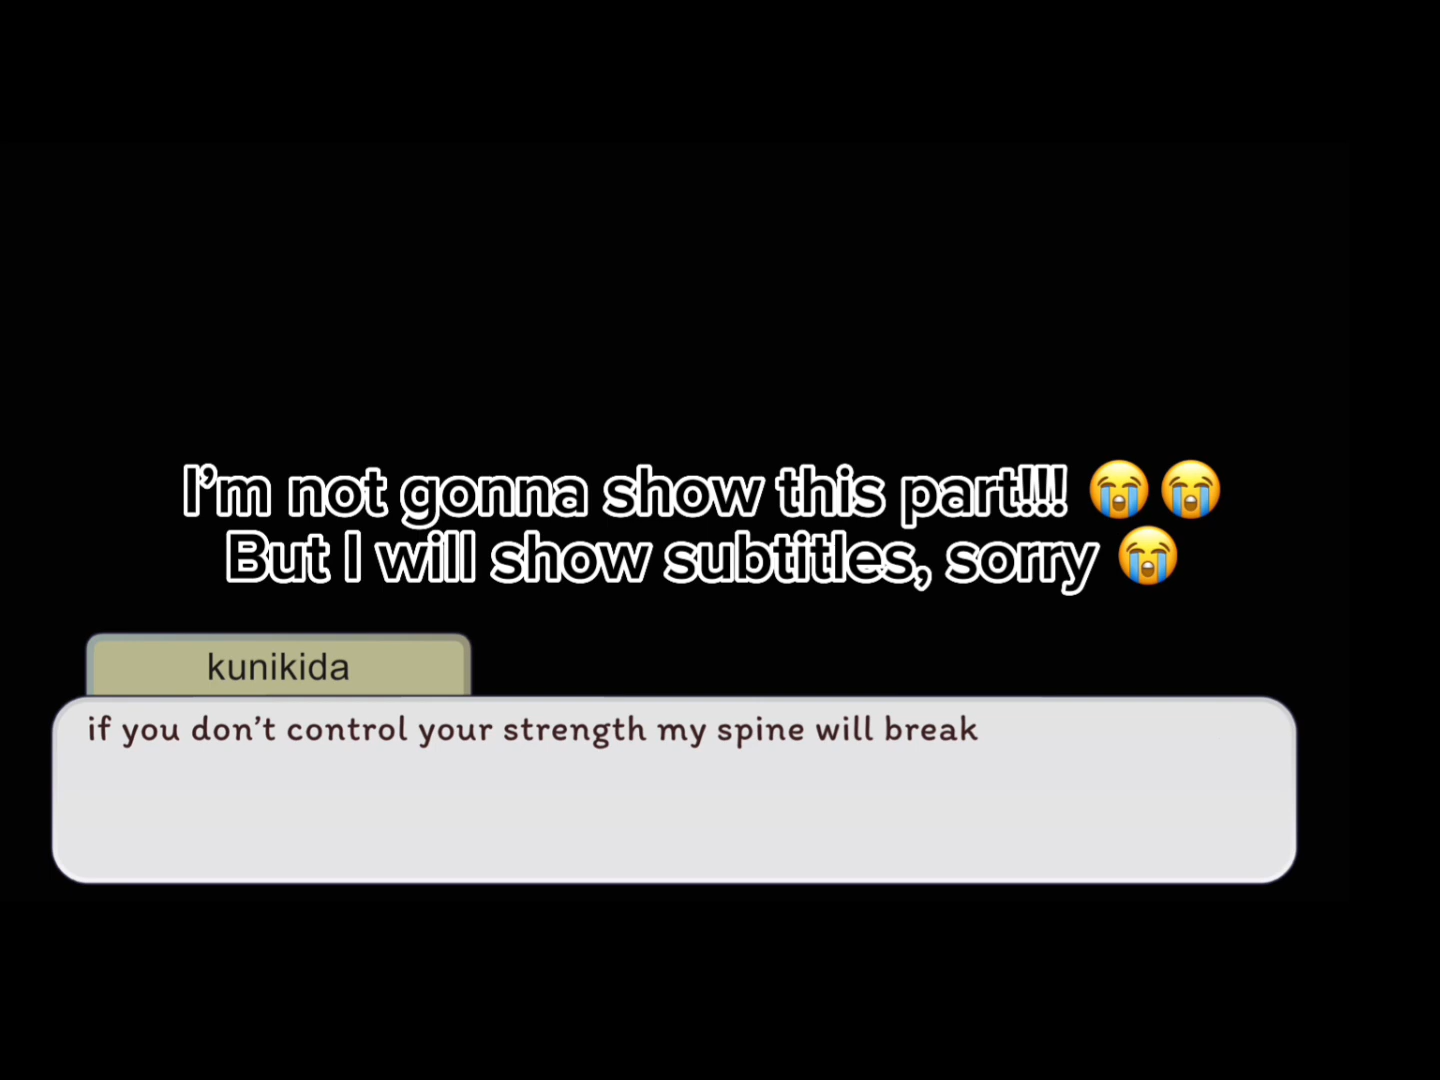 I’m not gonna show this part!!! 😭😭
But I will show subtitles, sorry 😭
kunikida
if you don’t control your strength my spine will break